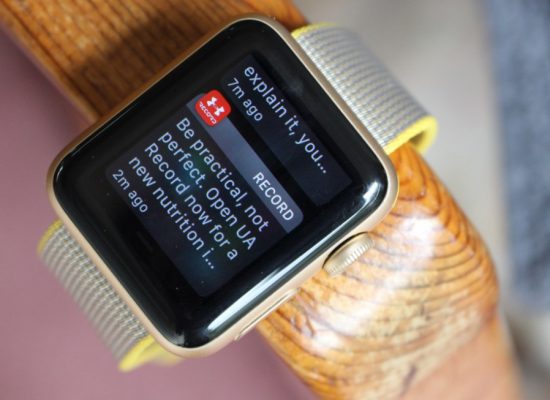 explain it, you...
7m ago
RECORD
RECORD
Be practical, not
perfect. Open UA
Record now for a
new nutrition l...
2m ago